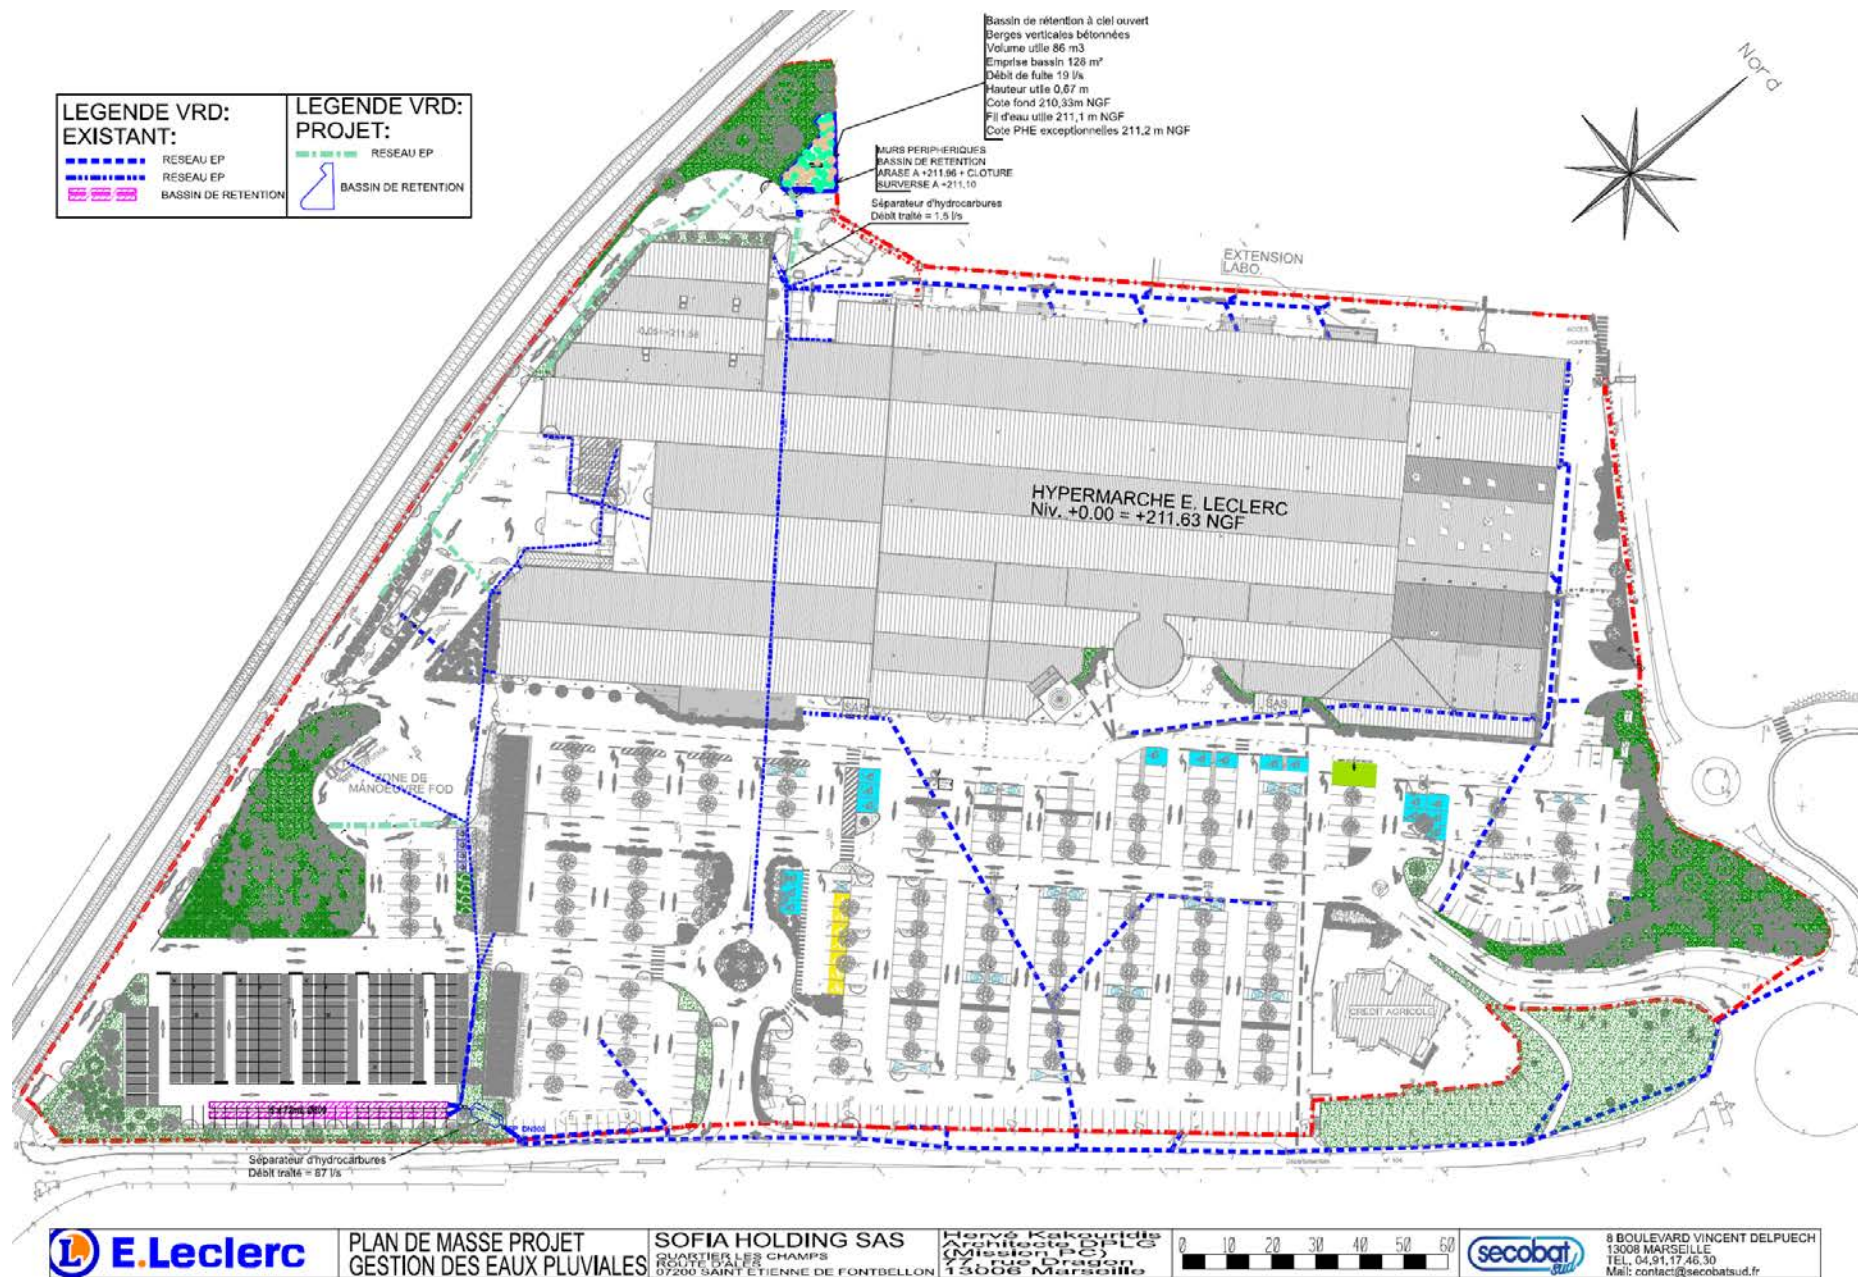 Bassin de rétention à ciel ouvert
Berges verticales bétonnées
Volume utile 86 m3
Emprise bassin 128 m²
Débit de fuite 19 l/s
Hauteur utile 0,67 m
Cote fond 210,33m NGF
Fil d'eau utile 211,1 m NGF
Cote PHE exceptionnelles 211,2 m NGF
Nord
LEGENDE VRD:
EXISTANT:
RESEAU EP
RESEAU EP
BASSIN DE RETENTION
LEGENDE VRD:
PROJET:
RESEAU EP
BASSIN DE RETENTION
MURS PERIPHERIQUES
BASSIN DE RETENTION
ARASE A +211.96 + CLOTURE
SURVERSE A +211.10
Séparateur d'hydrocarbures
Débit traité = 1.5 l/s
EXTENSION
LABO.
HYPERMARCHE E. LECLERC
Niv. +0.00 = +211.63 NGF
SAS
SAS
ZONE DE
MANOEUVRE FOD
CREDIT AGRICOLE
DN300
Séparateur d'hydrocarbures
Débit traité = 87 l/s
E.Leclerc
PLAN DE MASSE PROJET
GESTION DES EAUX PLUVIALES
SOFIA HOLDING SAS
QUARTIER LES CHAMPS
ROUTE D'ALES
07200 SAINT ETIENNE DE FONTBELLON
Hervé Kakouridis
Architecte DPLG
(Mission PC)
77, rue Dragon
13006 Marseille
0 10 20 30 40 50 60
secobat
sud
8 BOULEVARD VINCENT DELPUECH
13008 MARSEILLE
TEL. 04.91.17.46.30
Mail: contact@secobatsud.fr